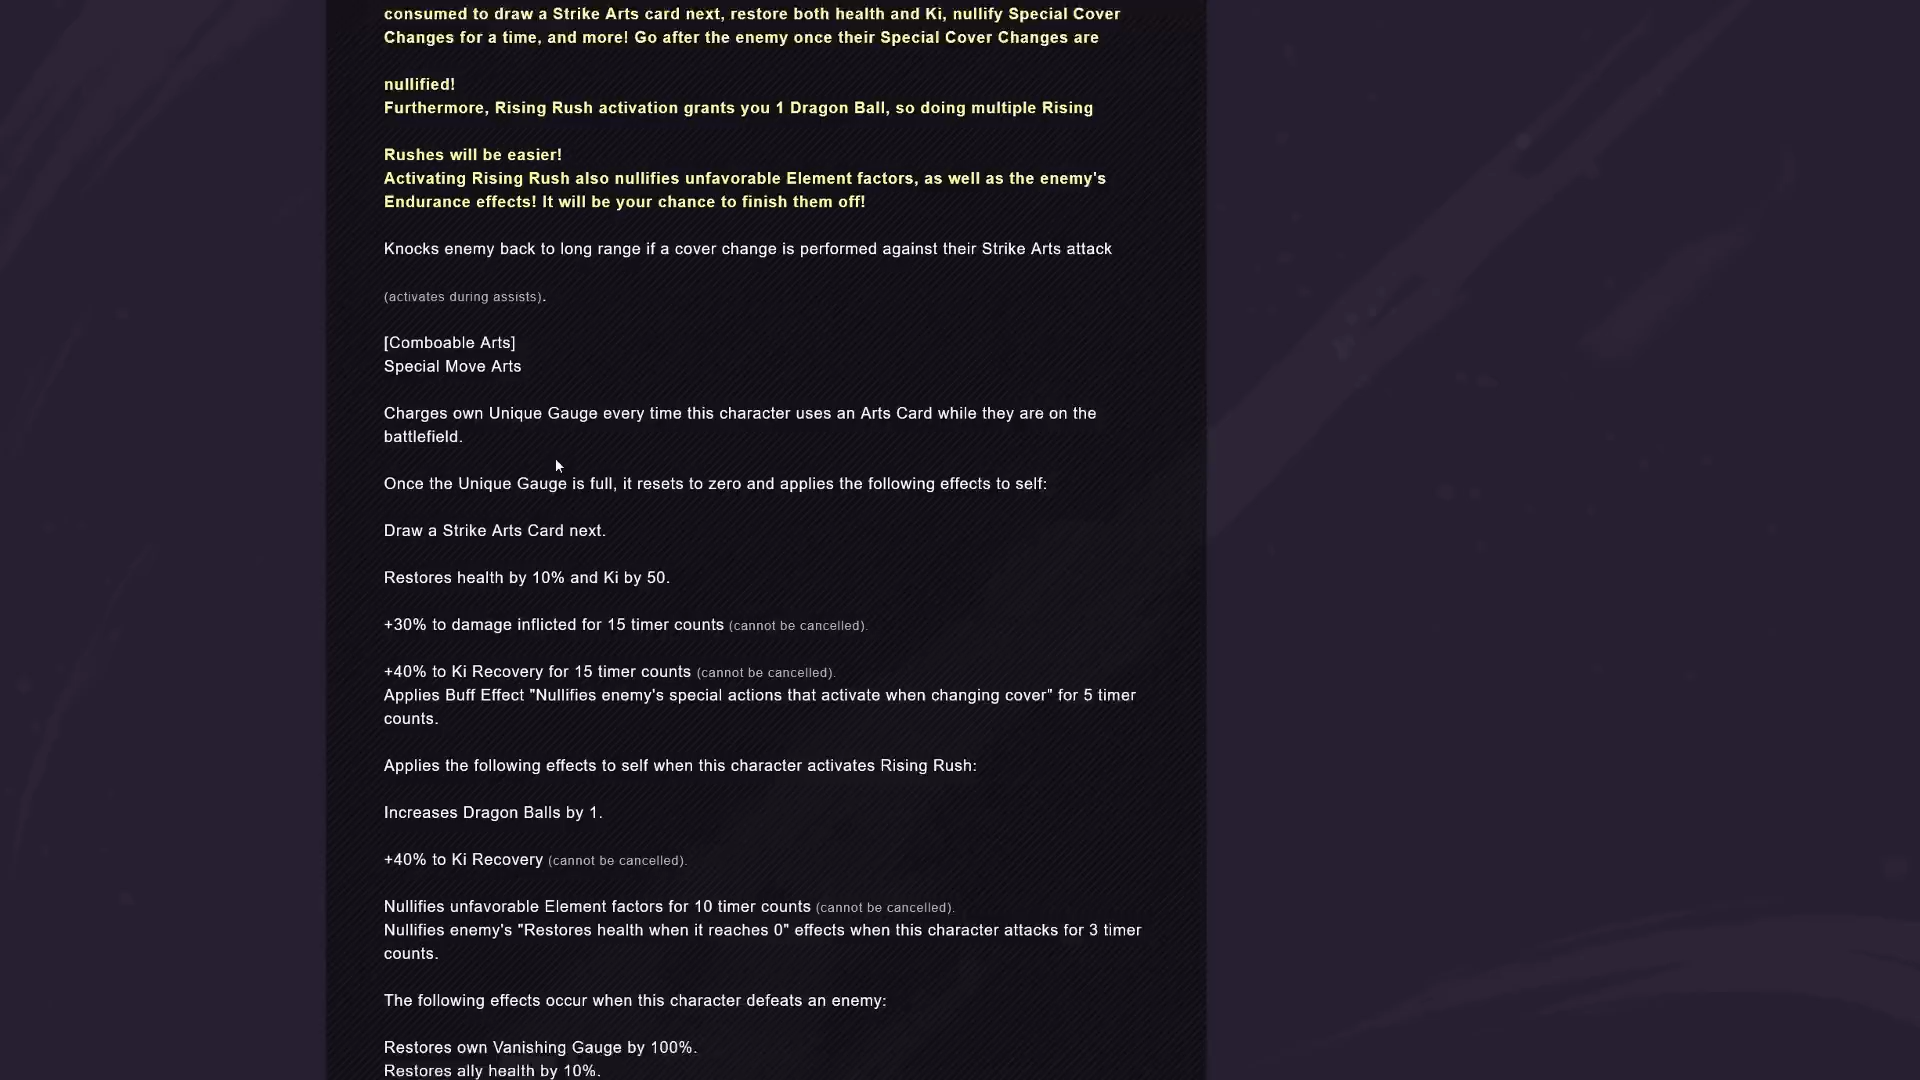 consumed to draw a Strike Arts card next, restore both health and Ki, nullify Special Cover
Changes for a time, and more! Go after the enemy once their Special Cover Changes are
nullified!
Furthermore, Rising Rush activation grants you 1 Dragon Ball, so doing multiple Rising
Rushes will be easier!
Activating Rising Rush also nullifies unfavorable Element factors, as well as the enemy's
Endurance effects! It will be your chance to finish them off!
Knocks enemy back to long range if a cover change is performed against their Strike Arts attack
(activates during assists).
[Comboable Arts]
Special Move Arts
Charges own Unique Gauge every time this character uses an Arts Card while they are on the
battlefield.
Once the Unique Gauge is full, it resets to zero and applies the following effects to self:
Draw a Strike Arts Card next.
Restores health by 10% and Ki by 50.
+30% to damage inflicted for 15 timer counts (cannot be cancelled).
+40% to Ki Recovery for 15 timer counts (cannot be cancelled).
Applies Buff Effect "Nullifies enemy's special actions that activate when changing cover" for 5 timer
counts.
Applies the following effects to self when this character activates Rising Rush:
Increases Dragon Balls by 1.
+40% to Ki Recovery (cannot be cancelled).
Nullifies unfavorable Element factors for 10 timer counts (cannot be cancelled).
Nullifies enemy's "Restores health when it reaches 0" effects when this character attacks for 3 timer
counts.
The following effects occur when this character defeats an enemy:
Restores own Vanishing Gauge by 100%.
Restores ally health by 10%.